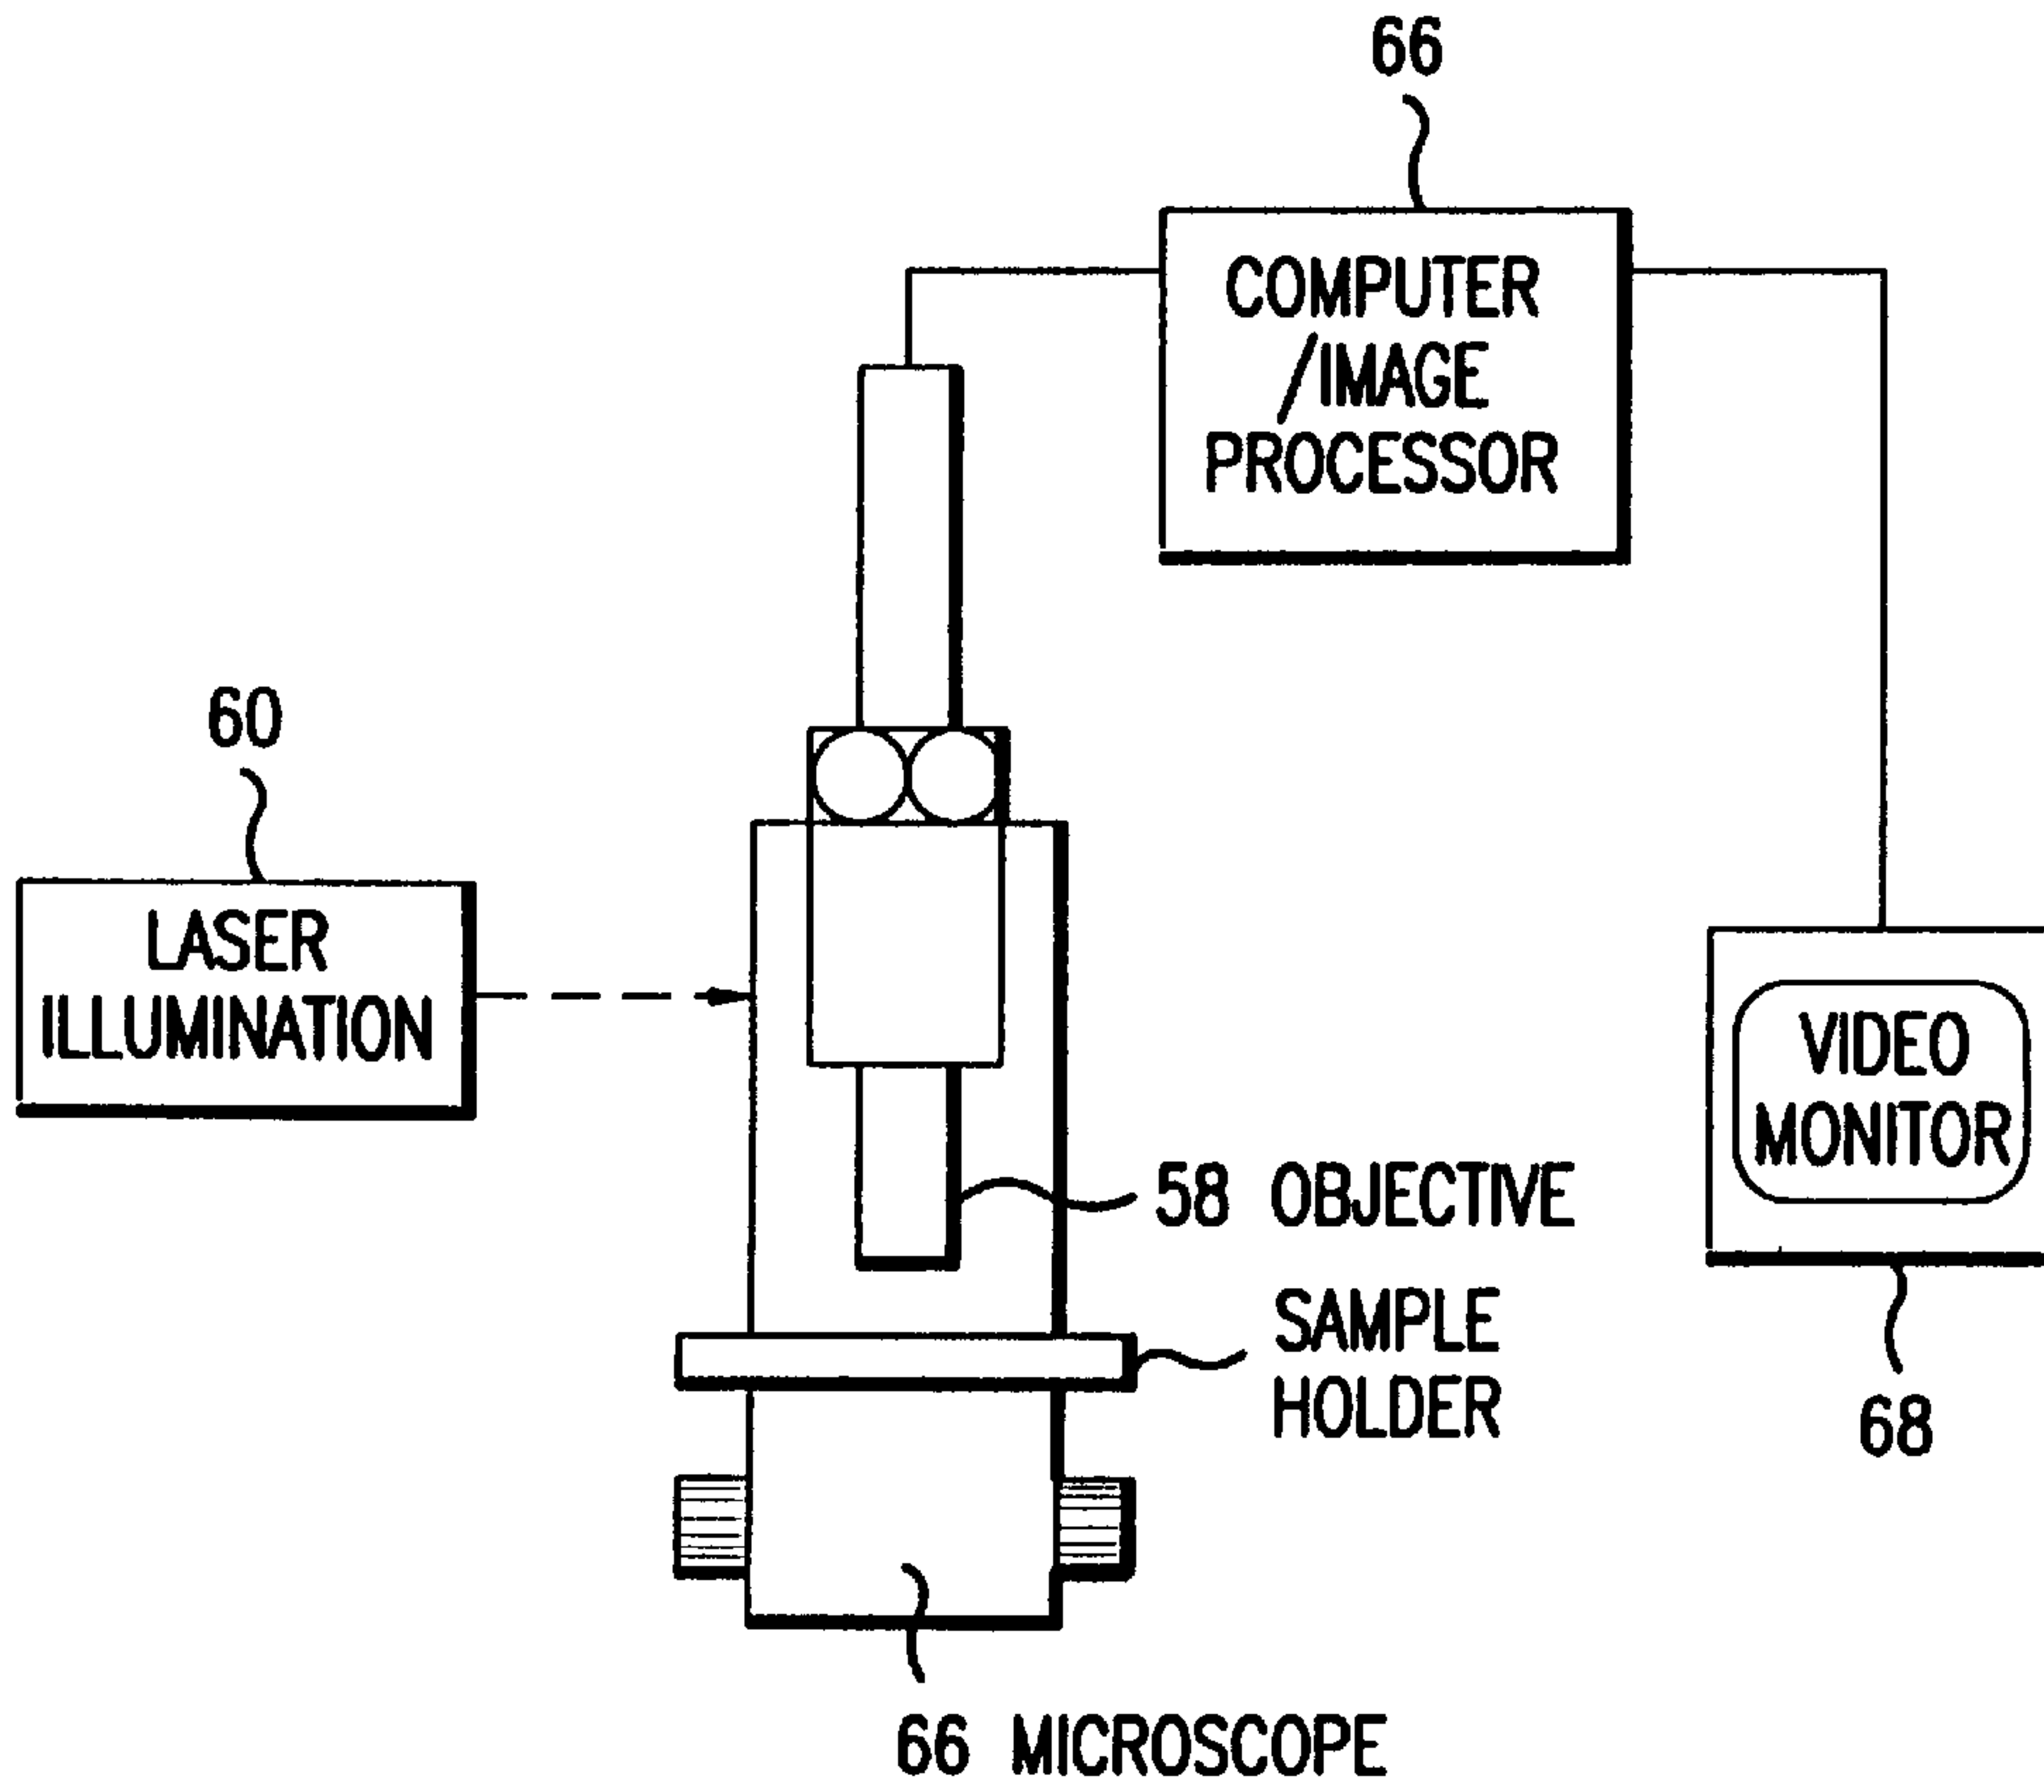 66
COMPUTER
/IMAGE
PROCESSOR
60
LASER
ILLUMINATION
VIDEO
MONITOR
58 OBJECTIVE
SAMPLE
HOLDER
68
66 MICROSCOPE